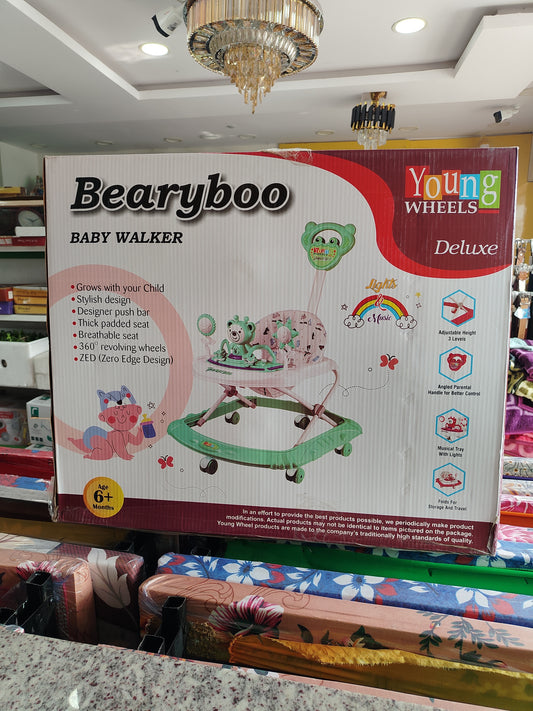 Bearyboo
BABY WALKER
Young
WHEELS
Deluxe
• Grows with your Child
• Stylish design
• Designer push bar
• Thick padded seat
• Breathable seat
• 360° revolving wheels
• ZED (Zero Edge Design)
Lights
&
Music
Adjustable Height
3 Levels
Angled Parental
Handle for Better Control
Musical Tray
With Lights
Folds For
Storage And Travel
Age
6+
Months
In an effort to provide the best products possible, we periodically make product
modifications. Actual products may not be identical to items pictured on the package.
Young Wheel products are made to the company's traditionally high standards of quality.